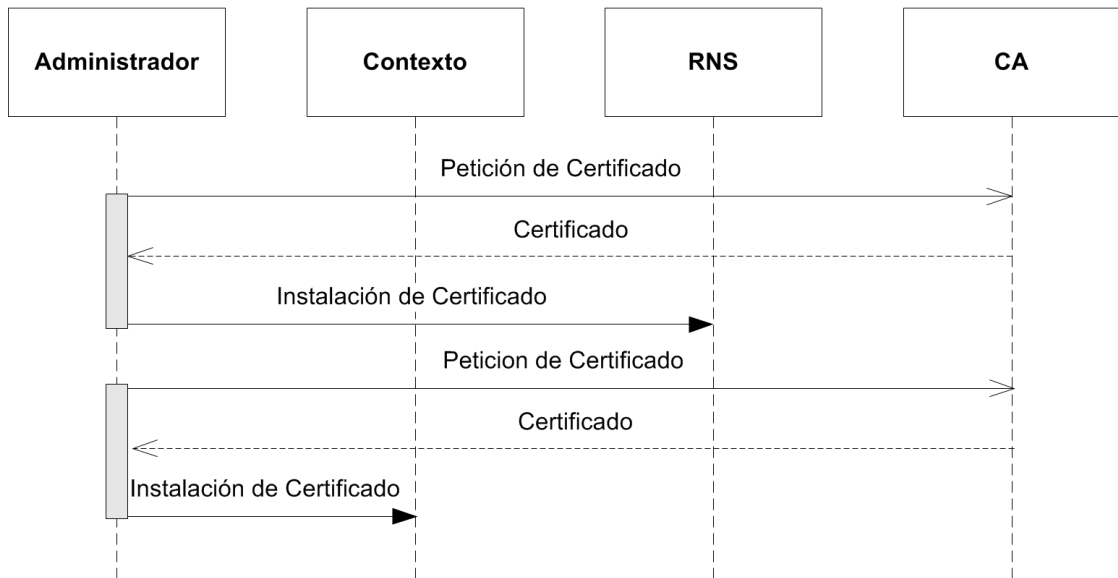 Administrador
Contexto
RNS
CA
Petición de Certificado
Certificado
Instalación de Certificado
Peticion de Certificado
Certificado
Instalación de Certificado